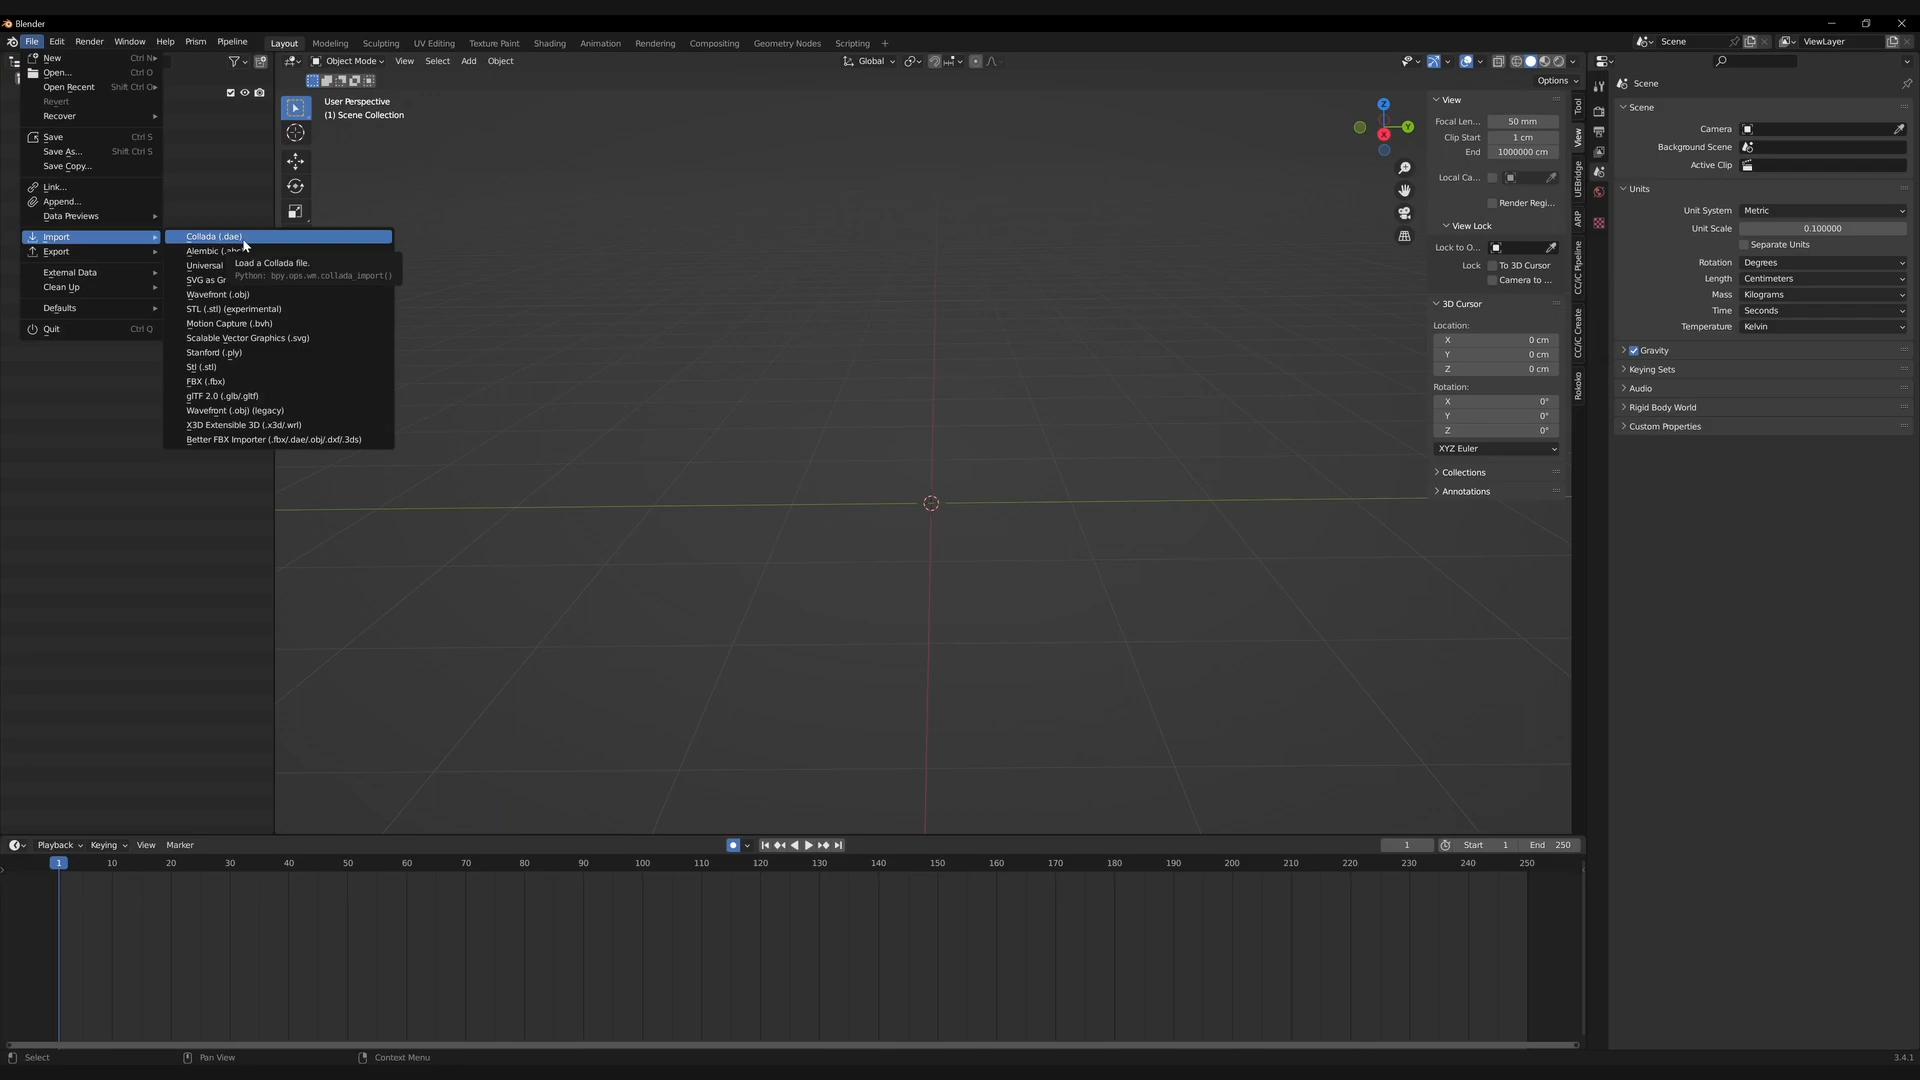 Blender
File Edit Render Window Help Prism Pipeline
Layout Modeling Sculpting UV Editing Texture Paint Shading Animation Rendering Compositing Geometry Nodes Scripting +
Scene
ViewLayer
New Ctrl N
Open... Ctrl O
Open Recent Shift Ctrl O
Revert
Recover
Save Ctrl S
Save As... Shift Ctrl S
Save Copy...
Link...
Append...
Data Previews
Import
Export
External Data
Clean Up
Defaults
Quit Ctrl Q
Collada (.dae)
Alembic (.abc
Universal
SVG as Gr
Wavefront (.obj)
STL (.stl) (experimental)
Motion Capture (.bvh)
Scalable Vector Graphics (.svg)
Stanford (.ply)
Stl (.stl)
FBX (.fbx)
glTF 2.0 (.glb/.gltf)
Wavefront (.obj) (legacy)
X3D Extensible 3D (.x3d/.wrl)
Better FBX Importer (.fbx/.dae/.obj/.dxf/.3ds)
Load a Collada file.
Python: bpy.ops.wm.collada_import()
Object Mode View Select Add Object
Global
Options
User Perspective
(1) Scene Collection
Z
Y
X
View
Focal Len... 50 mm
Clip Start 1 cm
End 1000000 cm
Local Ca...
Render Regi...
View Lock
Lock to O...
Lock To 3D Cursor
Camera to ...
3D Cursor
Location:
X 0 cm
Y 0 cm
Z 0 cm
Rotation:
X 0°
Y 0°
Z 0°
XYZ Euler
Collections
Annotations
Tool
View
UEBridge
ARP
CC/iC Pipeline
CC/iC Create
Rokoko
Scene
Scene
Camera
Background Scene
Active Clip
Units
Unit System Metric
Unit Scale 0.100000
Separate Units
Rotation Degrees
Length Centimeters
Mass Kilograms
Time Seconds
Temperature Kelvin
Gravity
Keying Sets
Audio
Rigid Body World
Custom Properties
Playback Keying View Marker
1 Start 1 End 250
1 10 20 30 40 50 60 70 80 90 100 110 120 130 140 150 160 170 180 190 200 210 220 230 240 250
Select Pan View Context Menu
3.4.1